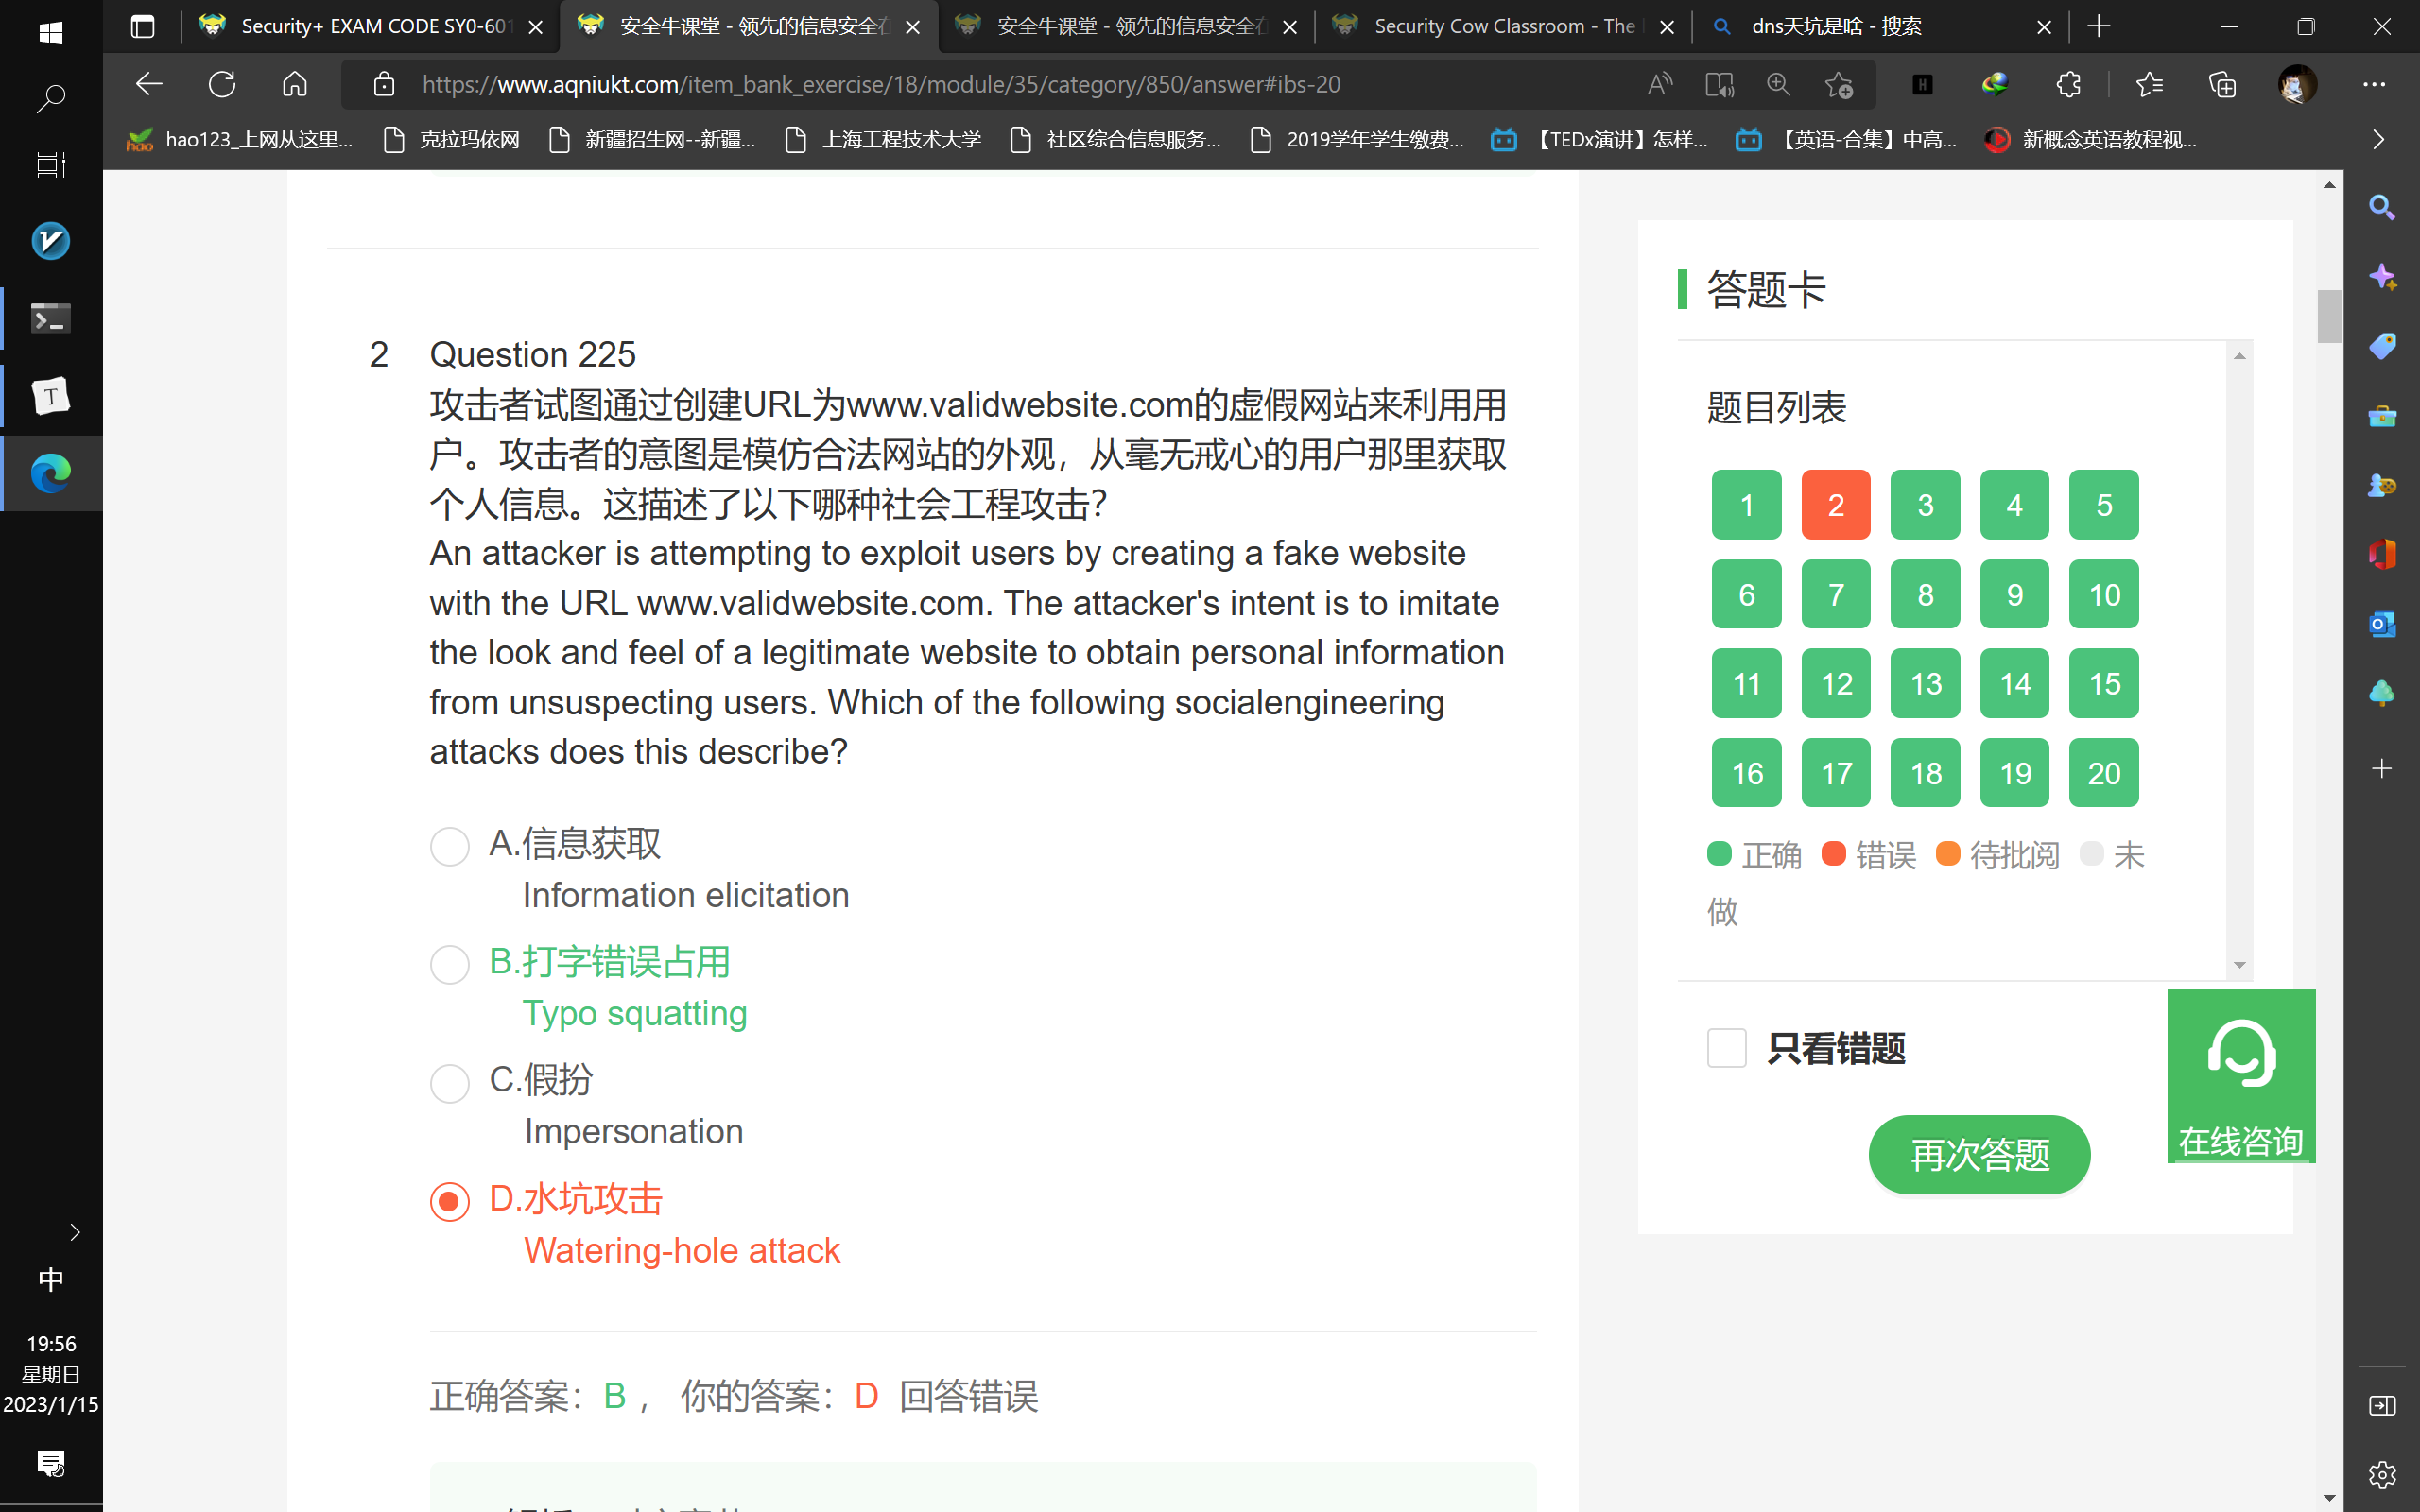 Security+ EXAM CODE SY0-601
安全牛课堂 - 领先的信息安全在
安全牛课堂 - 领先的信息安全在
Security Cow Classroom - The
dns天坑是啥 - 搜索
https://www.aqniukt.com/item_bank_exercise/18/module/35/category/850/answer#ibs-20
hao123_上网从这里...
克拉玛依网
新疆招生网--新疆...
上海工程技术大学
社区综合信息服务...
2019学年学生缴费...
【TEDx演讲】怎样...
【英语-合集】中高...
新概念英语教程视...
2 Question 225
攻击者试图通过创建URL为www.validwebsite.com的虚假网站来利用用
户。攻击者的意图是模仿合法网站的外观，从毫无戒心的用户那里获取
个人信息。这描述了以下哪种社会工程攻击？
An attacker is attempting to exploit users by creating a fake website
with the URL www.validwebsite.com. The attacker's intent is to imitate
the look and feel of a legitimate website to obtain personal information
from unsuspecting users. Which of the following socialengineering
attacks does this describe?
A.信息获取
Information elicitation
B.打字错误占用
Typo squatting
C.假扮
Impersonation
D.水坑攻击
Watering-hole attack
正确答案：B， 你的答案：D 回答错误
答题卡
题目列表
1 2 3 4 5
6 7 8 9 10
11 12 13 14 15
16 17 18 19 20
正确 错误 待批阅 未
做
只看错题
再次答题
在线咨询
中
19:56
星期日
2023/1/15